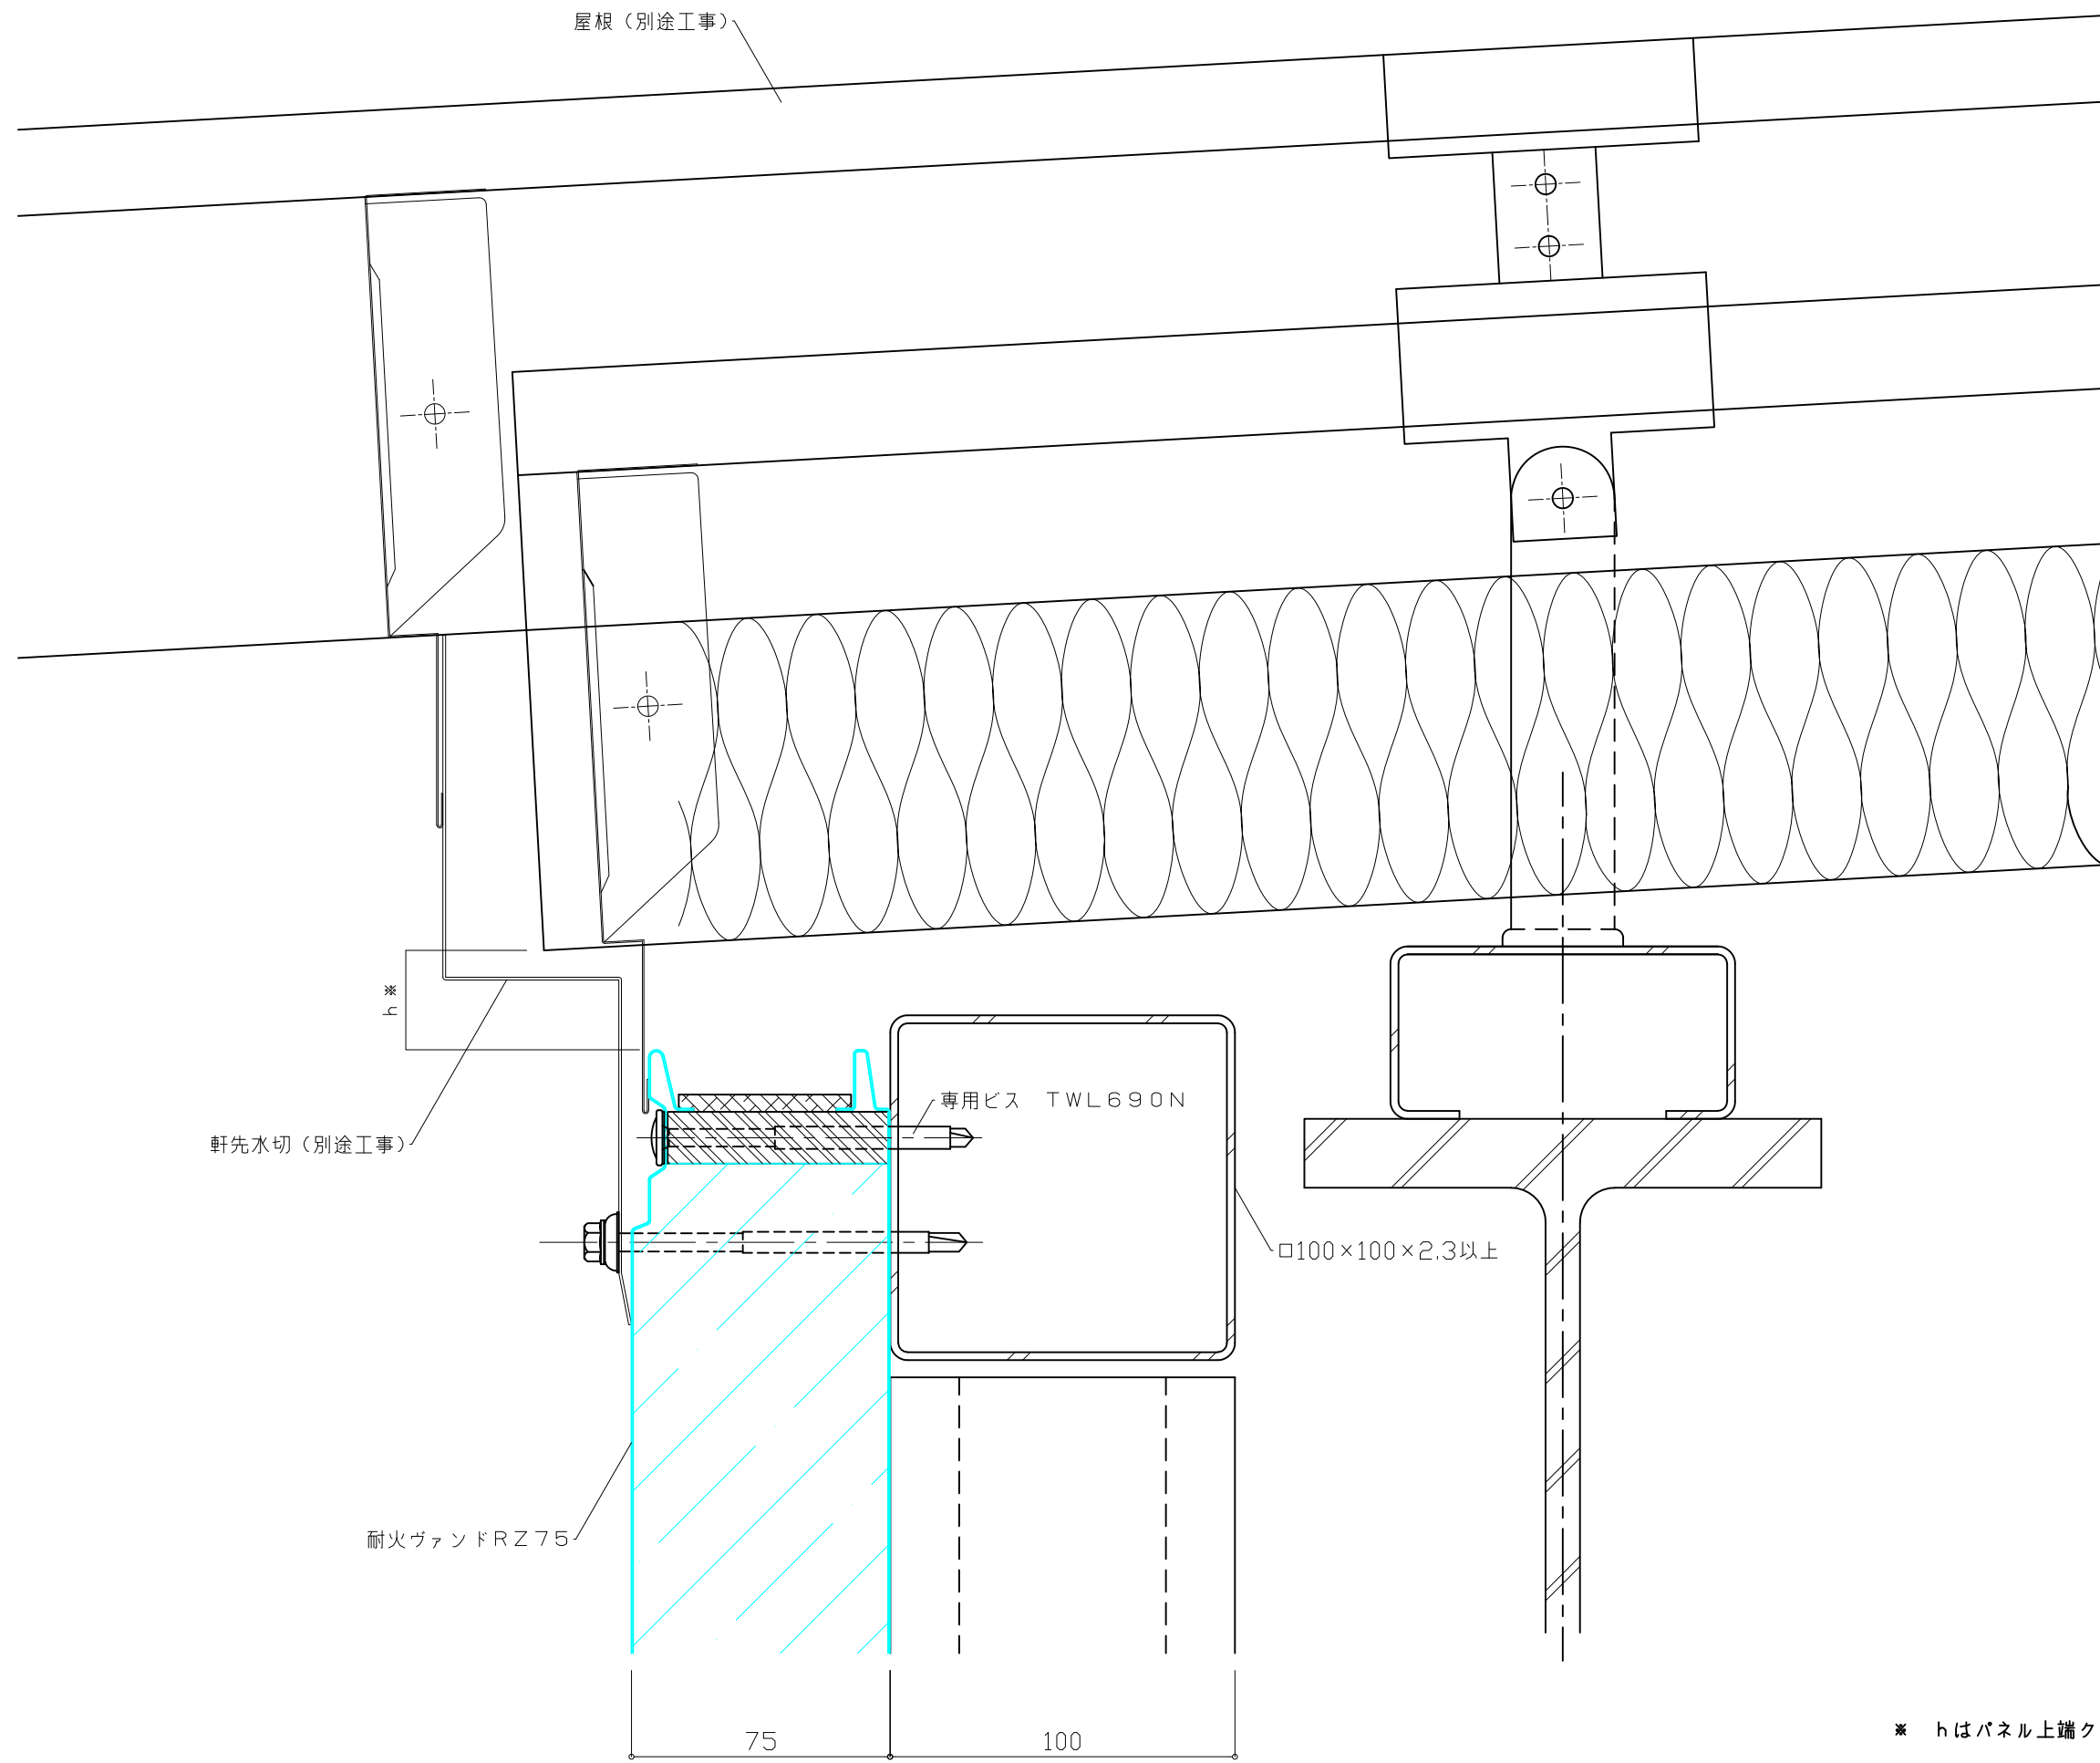 屋根（別途工事）
h※
専用ビス　TWL690N
軒先水切（別途工事）
□100×100×2.3以上
耐火ヴァンドRZ75
75
100
※　hはパネル上端ク